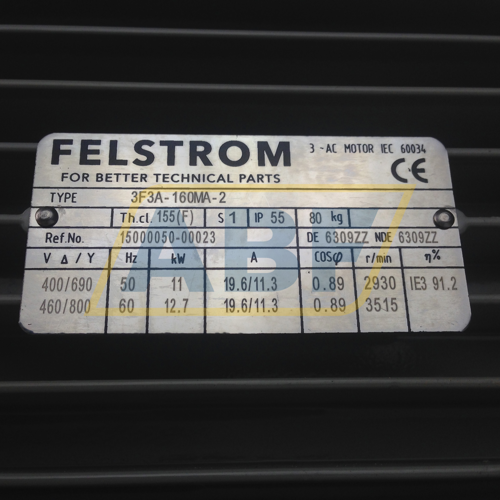 FELSTROM 3 ~AC MOTOR IEC 60034
FOR BETTER TECHNICAL PARTS CE
TYPE 3F3A-160MA-2
Th.cl. 155(F) S 1 IP 55 80 kg
Ref.No. 15000050-00023 DE 6309ZZ NDE 6309ZZ
V Δ / Y Hz kW A COSφ r/min η%
400/690 50 11 19.6/11.3 0.89 2930 IE3 91.2
460/800 60 12.7 19.6/11.3 0.89 3515
ABF